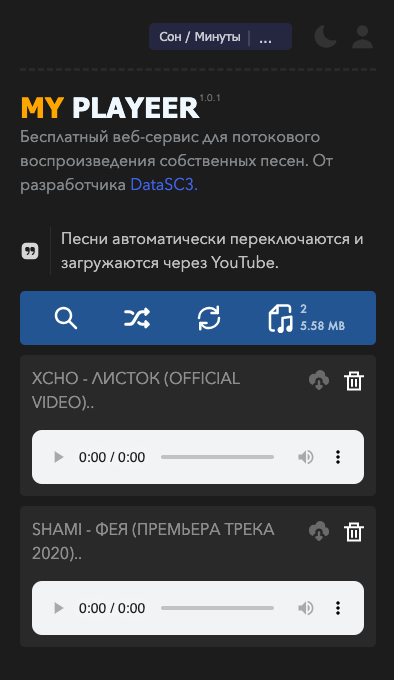 Сон / Минуты | ...
MY PLAYEER 1.0.1
Бесплатный веб-сервис для потокового
воспроизведения собственных песен. От
разработчика DataSC3.
Песни автоматически переключаются и
загружаются через YouTube.
2
5.58 MB
XCHO - ЛИСТОК (OFFICIAL
VIDEO)..
0:00 / 0:00
SHAMI - ФЕЯ (ПРЕМЬЕРА ТРЕКА
2020)..
0:00 / 0:00